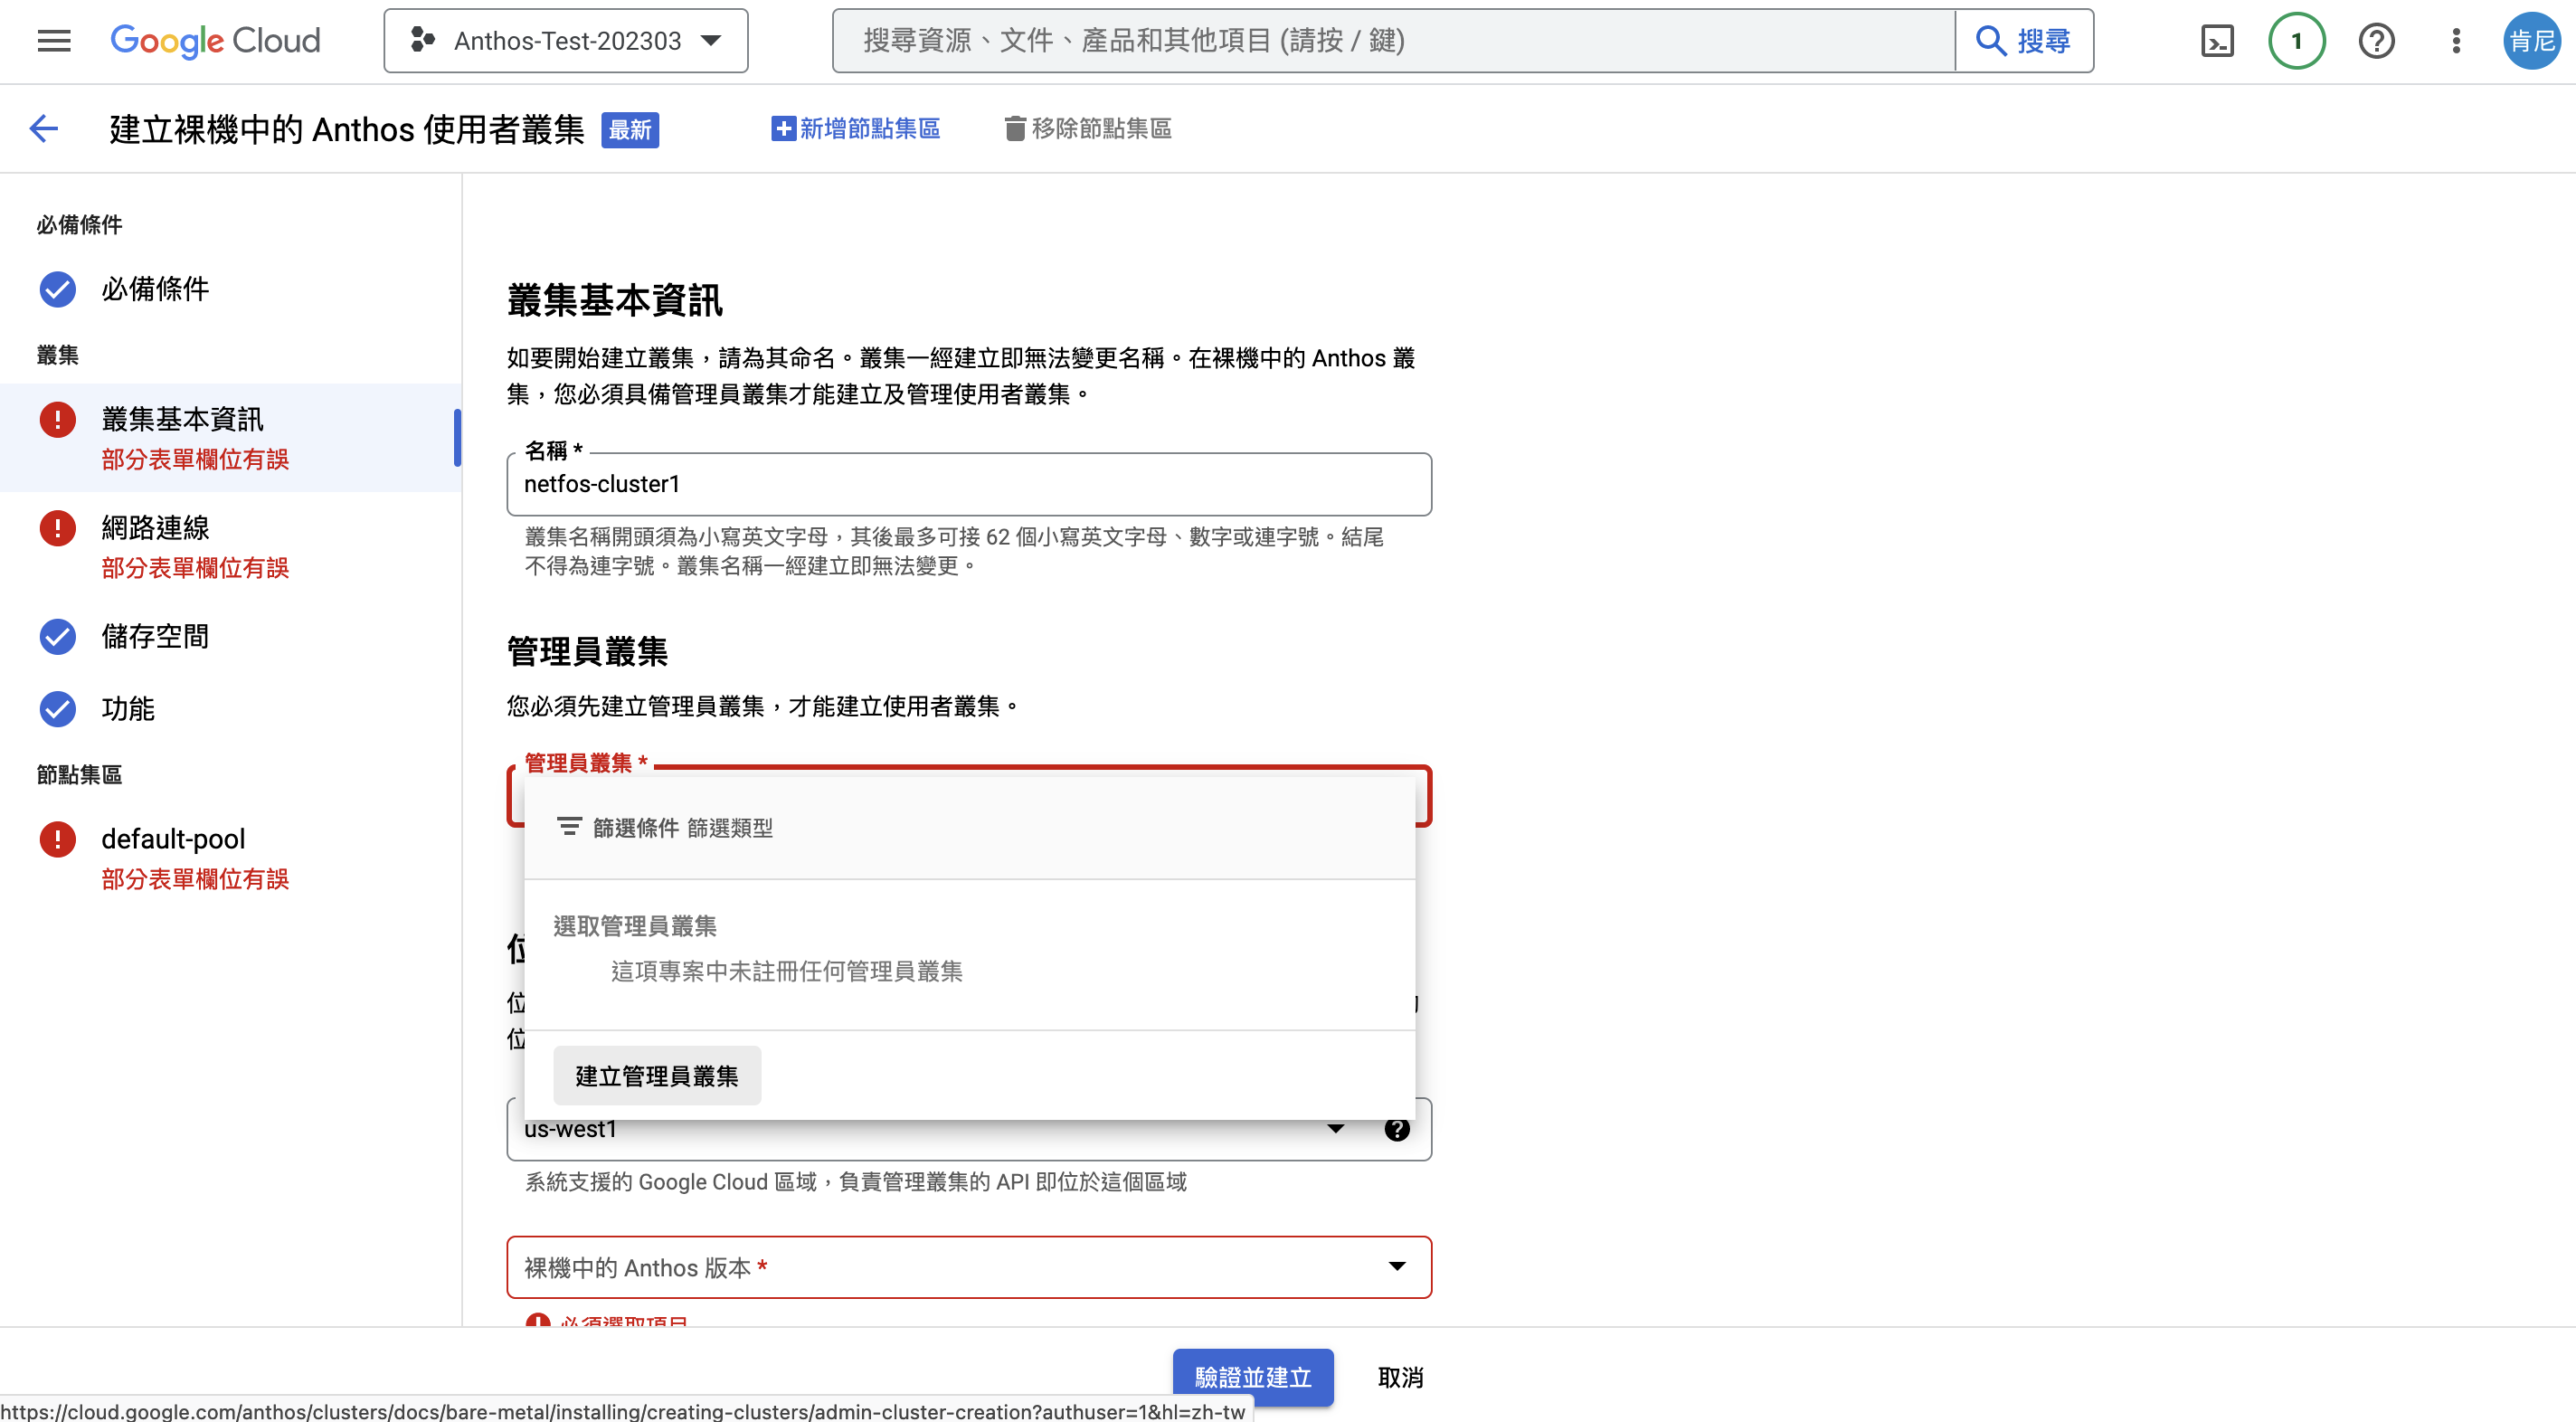 Google Cloud
Anthos-Test-202303
搜尋資源、文件、產品和其他項目 (請按 / 鍵)
搜尋
1
肯尼
建立裸機中的 Anthos 使用者叢集
最新
新增節點集區
移除節點集區
必備條件
必備條件
叢集
叢集基本資訊
部分表單欄位有誤
網路連線
部分表單欄位有誤
儲存空間
功能
節點集區
default-pool
部分表單欄位有誤
叢集基本資訊
如要開始建立叢集，請為其命名。叢集一經建立即無法變更名稱。在裸機中的 Anthos 叢
集，您必須具備管理員叢集才能建立及管理使用者叢集。
名稱 *
netfos-cluster1
叢集名稱開頭須為小寫英文字母，其後最多可接 62 個小寫英文字母、數字或連字號。結尾
不得為連字號。叢集名稱一經建立即無法變更。
管理員叢集
您必須先建立管理員叢集，才能建立使用者叢集。
管理員叢集 *
篩選條件 篩選類型
選取管理員叢集
這項專案中未註冊任何管理員叢集
位
位
位
建立管理員叢集
us-west1
系統支援的 Google Cloud 區域，負責管理叢集的 API 即位於這個區域
裸機中的 Anthos 版本 *
必須選取項目
驗證並建立
取消
https://cloud.google.com/anthos/clusters/docs/bare-metal/installing/creating-clusters/admin-cluster-creation?authuser=1&hl=zh-tw